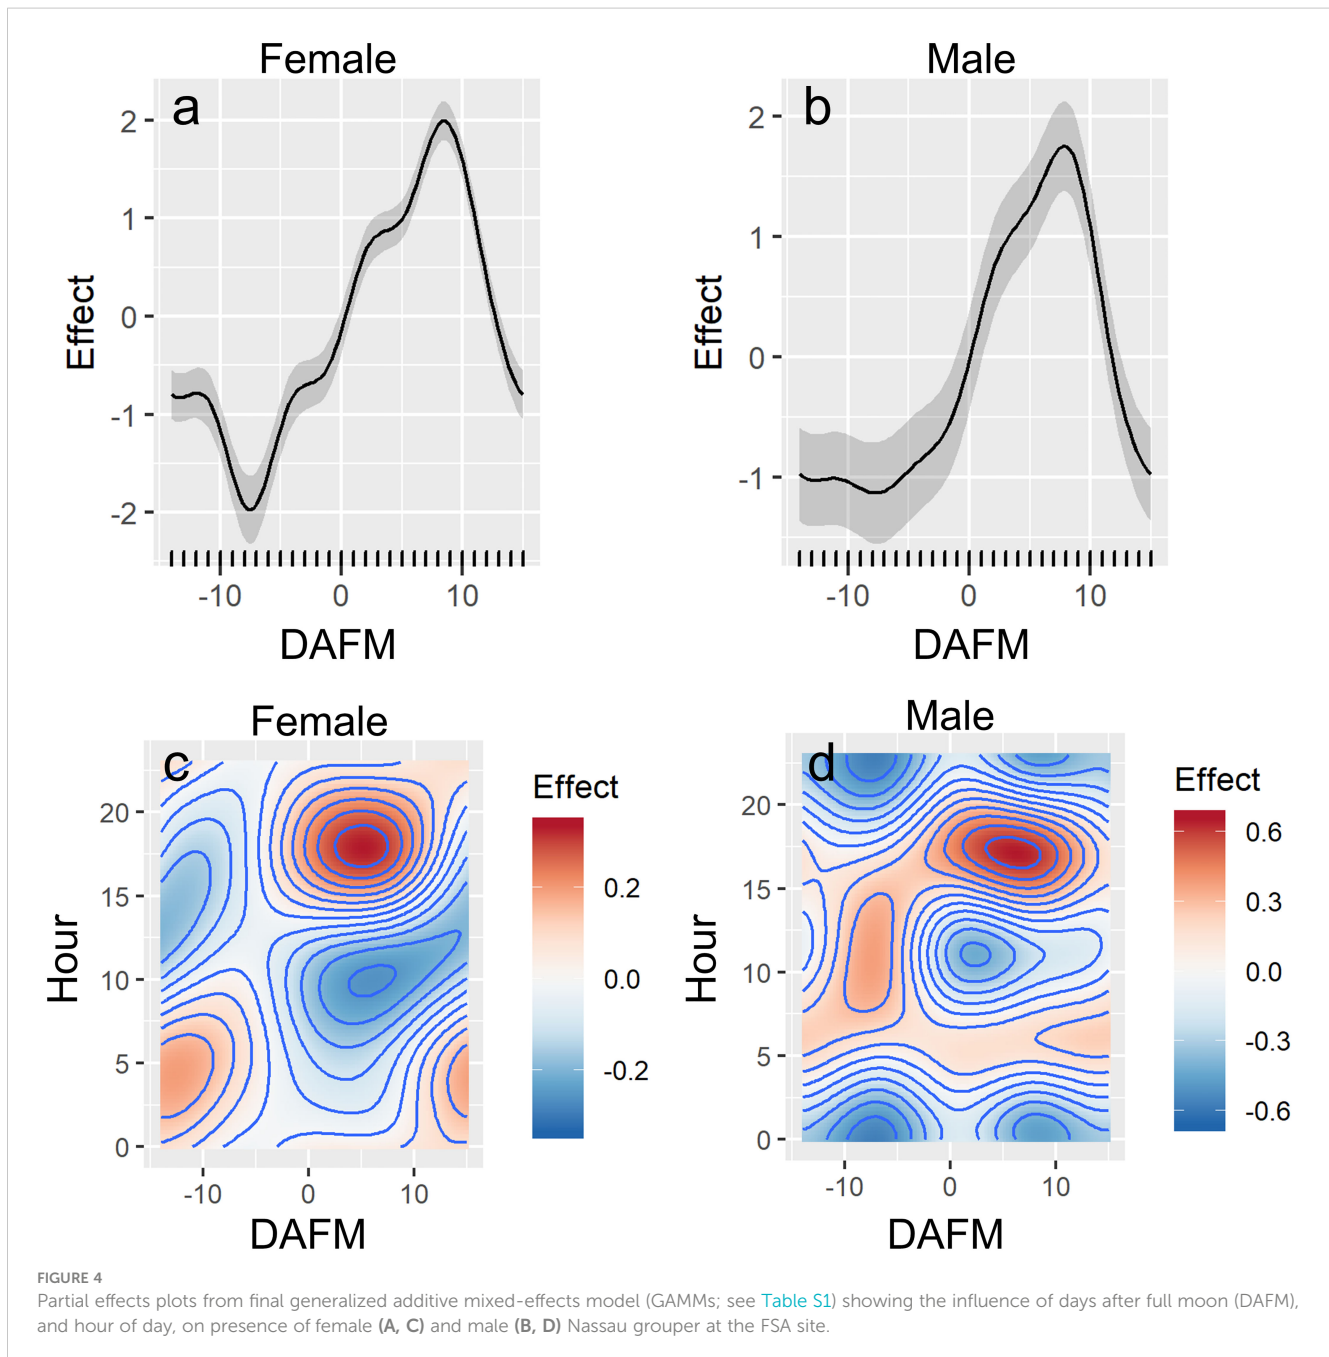 Female
a
2
1
0
-1
-2
Effect
-10 0 10
DAFM
Male
b
2
1
0
-1
Effect
-10 0 10
DAFM
Female
c
20
15
10
5
0
Hour
-10 0 10
DAFM
Effect
0.2
0.0
-0.2
Male
d
20
15
10
5
0
Hour
-10 0 10
DAFM
Effect
0.6
0.3
0.0
-0.3
-0.6
FIGURE 4
Partial effects plots from final generalized additive mixed-effects model (GAMMs; see Table S1) showing the influence of days after full moon (DAFM),
and hour of day, on presence of female (A, C) and male (B, D) Nassau grouper at the FSA site.